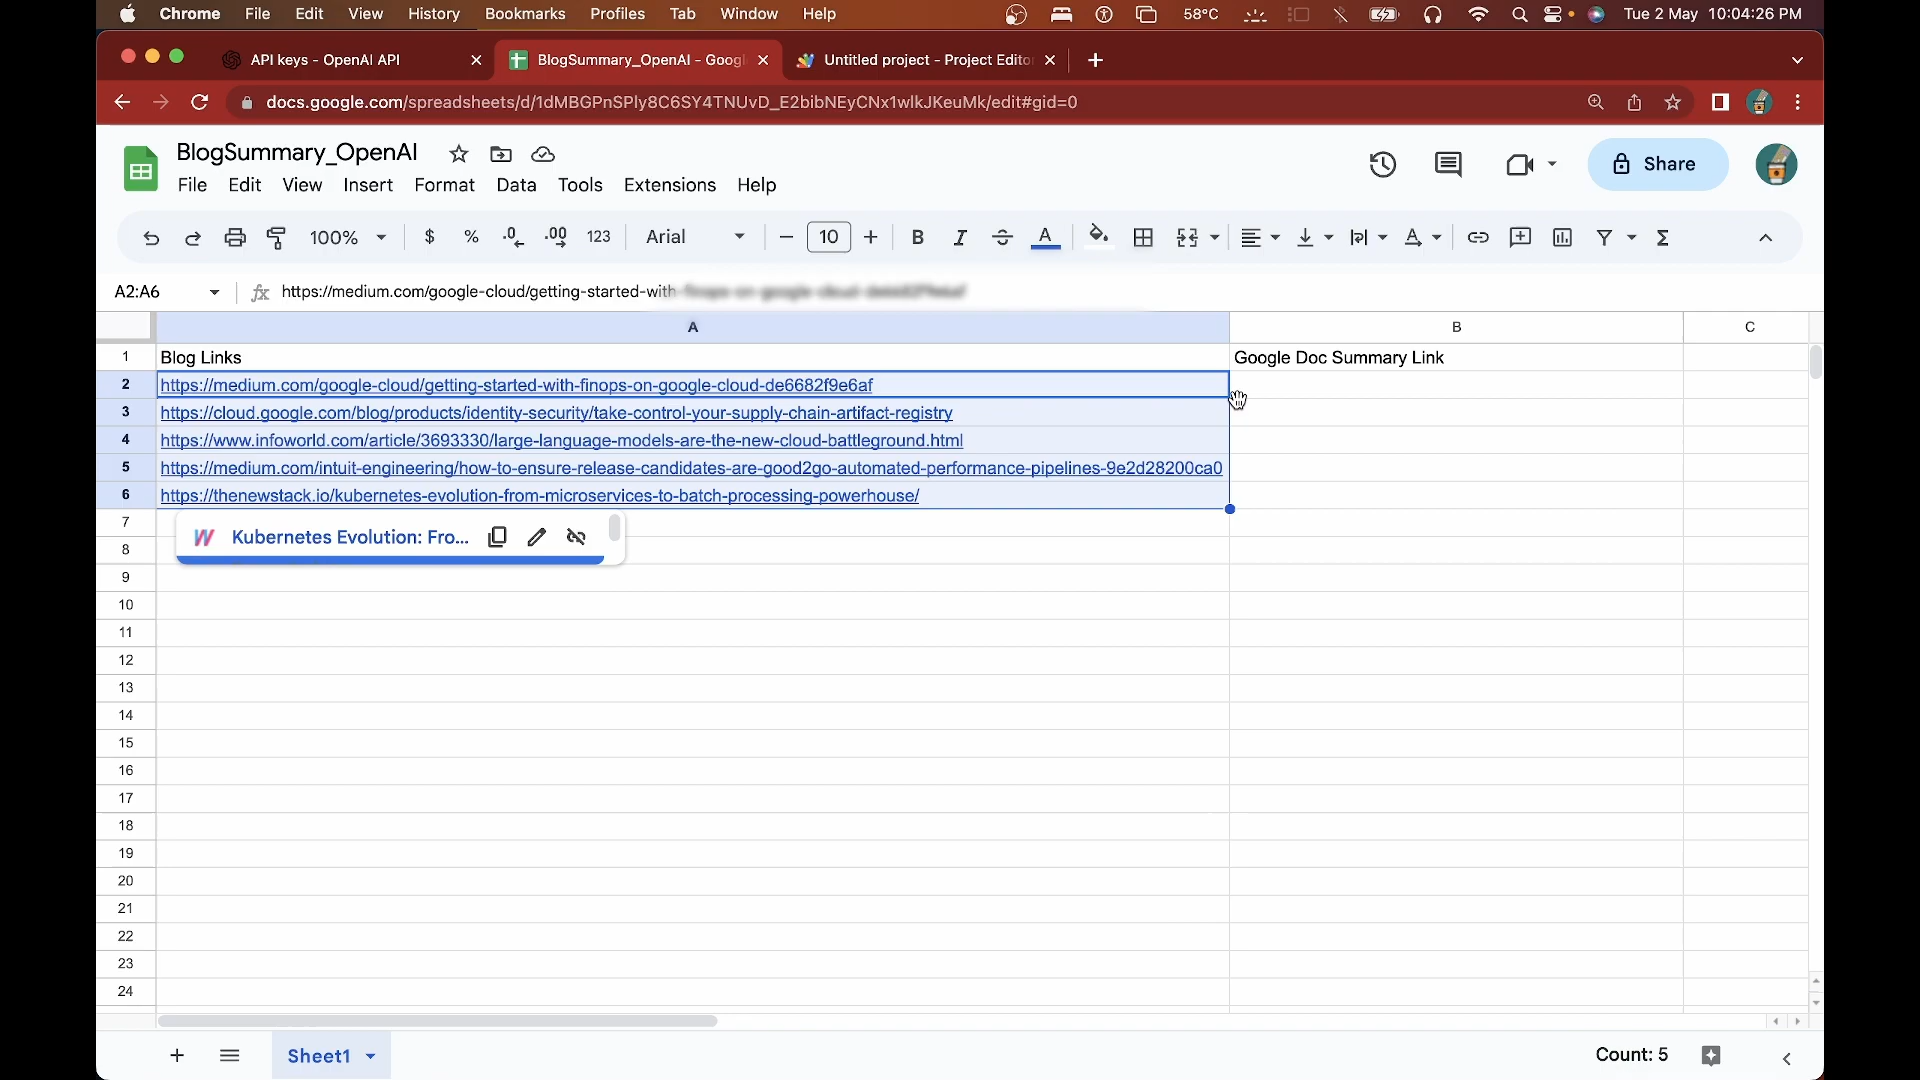 Chrome File Edit View History Bookmarks Profiles Tab Window Help 58°C Tue 2 May 10:04:26 PM
API keys - OpenAI API BlogSummary_OpenAI - Googl Untitled project - Project Editor
docs.google.com/spreadsheets/d/1dMBGPnSPly8C6SY4TNUvD_E2bibNEyCNx1wlkJKeuMk/edit#gid=0
BlogSummary_OpenAI
File Edit View Insert Format Data Tools Extensions Help
Share
100% $ % .0 .00 123 Arial 10 B I A
A2:A6 fx https://medium.com/google-cloud/getting-started-with-finops-on-google-cloud-de6682f9e6af
A B C
1 Blog Links Google Doc Summary Link
2 https://medium.com/google-cloud/getting-started-with-finops-on-google-cloud-de6682f9e6af
3 https://cloud.google.com/blog/products/identity-security/take-control-your-supply-chain-artifact-registry
4 https://www.infoworld.com/article/3693330/large-language-models-are-the-new-cloud-battleground.html
5 https://medium.com/intuit-engineering/how-to-ensure-release-candidates-are-good2go-automated-performance-pipelines-9e2d28200ca0
6 https://thenewstack.io/kubernetes-evolution-from-microservices-to-batch-processing-powerhouse/
7
Kubernetes Evolution: Fro...
8
9
10
11
12
13
14
15
16
17
18
19
20
21
22
23
24
Sheet1 Count: 5